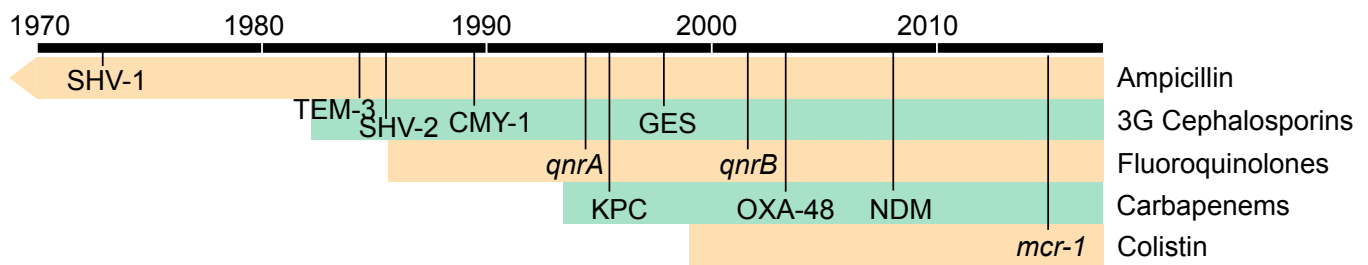 1970 1980 1990 2000 2010
SHV-1 Ampicillin
TEM-3 SHV-2 CMY-1 GES 3G Cephalosporins
qnrA qnrB Fluoroquinolones
KPC OXA-48 NDM Carbapenems
mcr-1 Colistin